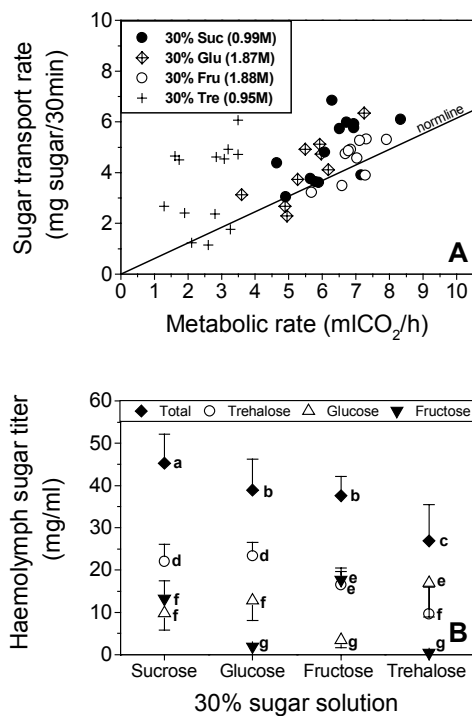 10
8
6
4
2
0
Sugar transport rate
(mg sugar/30min)
30% Suc (0.99M)
30% Glu (1.87M)
30% Fru (1.88M)
30% Tre (0.95M)
normline
A
0 1 2 3 4 5 6 7 8 9 10
Metabolic rate (mlCO₂/h)
60
50
40
30
20
10
0
Haemolymph sugar titer
(mg/ml)
Total Trehalose Glucose Fructose
a
b
b
c
d
d
e
e
e
f
f
f
f
g
g
g
B
Sucrose Glucose Fructose Trehalose
30% sugar solution